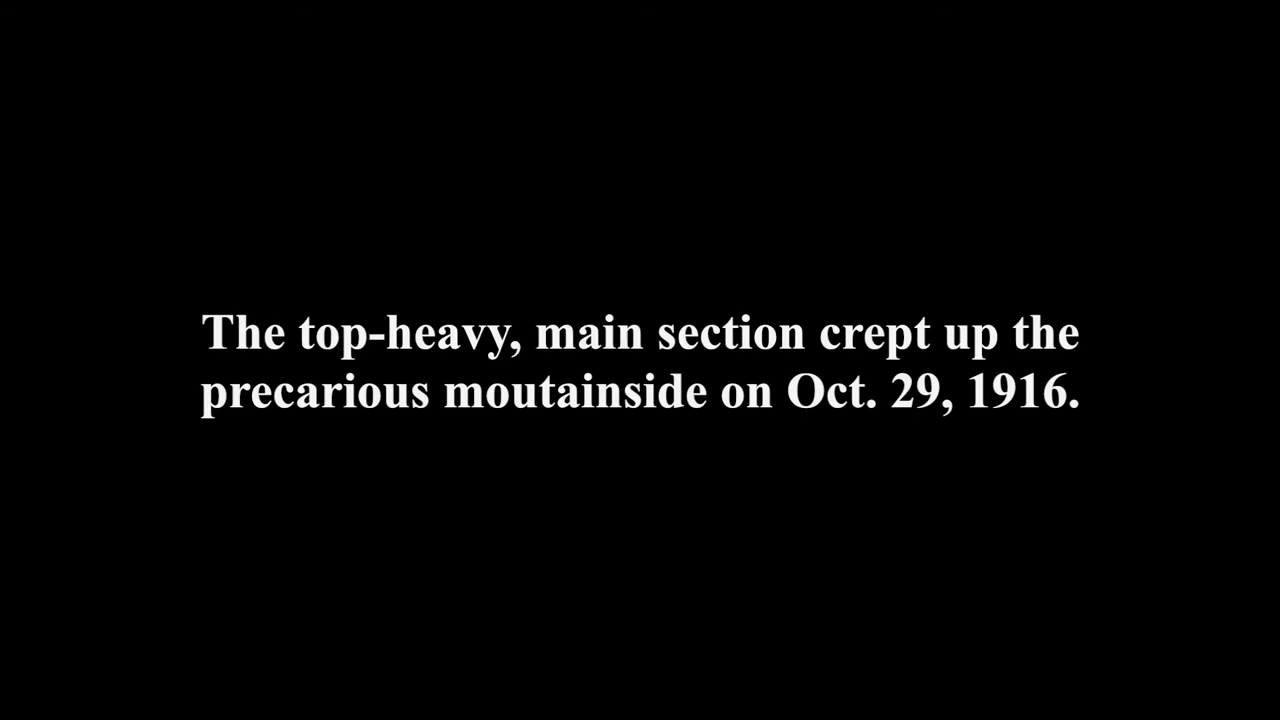 The top-heavy, main section crept up the
precarious moutainside on Oct. 29, 1916.